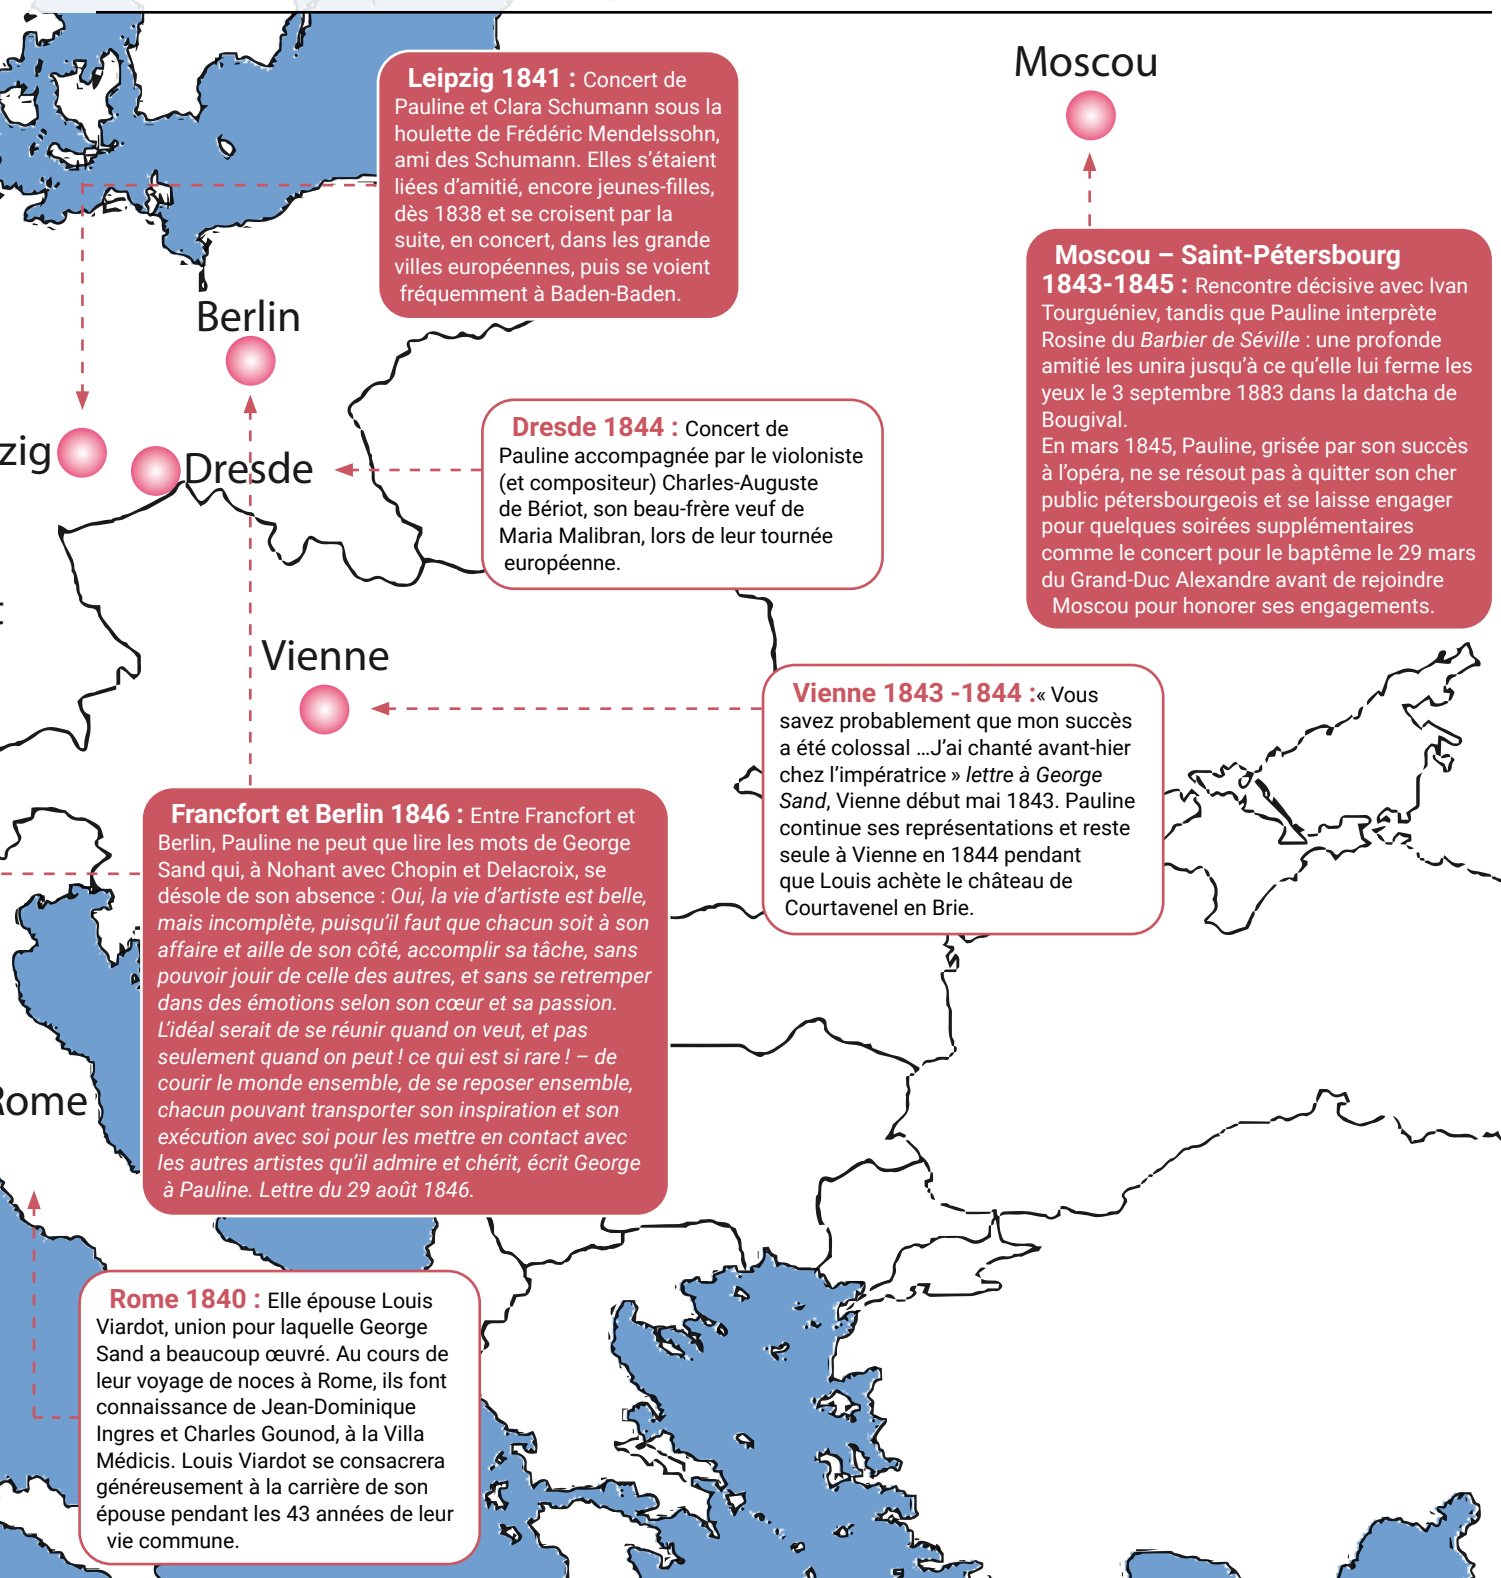 Leipzig 1841 : Concert de
Pauline et Clara Schumann sous la
houlette de Frédéric Mendelssohn,
ami des Schumann. Elles s’étaient
liées d’amitié, encore jeunes-filles,
dès 1838 et se croisent par la
suite, en concert, dans les grande
villes européennes, puis se voient
fréquemment à Baden-Baden.
Moscou
Moscou – Saint-Pétersbourg
1843-1845 : Rencontre décisive avec Ivan
Tourguéniev, tandis que Pauline interprète
Rosine du Barbier de Séville : une profonde
amitié les unira jusqu’à ce qu’elle lui ferme les
yeux le 3 septembre 1883 dans la datcha de
Bougival.
En mars 1845, Pauline, grisée par son succès
à l’opéra, ne se résout pas à quitter son cher
public pétersbourgeois et se laisse engager
pour quelques soirées supplémentaires
comme le concert pour le baptême le 29 mars
du Grand-Duc Alexandre avant de rejoindre
Moscou pour honorer ses engagements.
Berlin
zig
Dresde
Dresde 1844 : Concert de
Pauline accompagnée par le violoniste
(et compositeur) Charles-Auguste
de Bériot, son beau-frère veuf de
Maria Malibran, lors de leur tournée
européenne.
Vienne
Vienne 1843 -1844 :« Vous
savez probablement que mon succès
a été colossal ...J’ai chanté avant-hier
chez l’impératrice » lettre à George
Sand, Vienne début mai 1843. Pauline
continue ses représentations et reste
seule à Vienne en 1844 pendant
que Louis achète le château de
Courtavenel en Brie.
Francfort et Berlin 1846 : Entre Francfort et
Berlin, Pauline ne peut que lire les mots de George
Sand qui, à Nohant avec Chopin et Delacroix, se
désole de son absence : Oui, la vie d’artiste est belle,
mais incomplète, puisqu’il faut que chacun soit à son
affaire et aille de son côté, accomplir sa tâche, sans
pouvoir jouir de celle des autres, et sans se retremper
dans des émotions selon son cœur et sa passion.
L’idéal serait de se réunir quand on veut, et pas
seulement quand on peut ! ce qui est si rare ! – de
courir le monde ensemble, de se reposer ensemble,
chacun pouvant transporter son inspiration et son
exécution avec soi pour les mettre en contact avec
les autres artistes qu’il admire et chérit, écrit George
à Pauline. Lettre du 29 août 1846.
Rome
Rome 1840 : Elle épouse Louis
Viardot, union pour laquelle George
Sand a beaucoup œuvré. Au cours de
leur voyage de noces à Rome, ils font
connaissance de Jean-Dominique
Ingres et Charles Gounod, à la Villa
Médicis. Louis Viardot se consacrera
généreusement à la carrière de son
épouse pendant les 43 années de leur
vie commune.